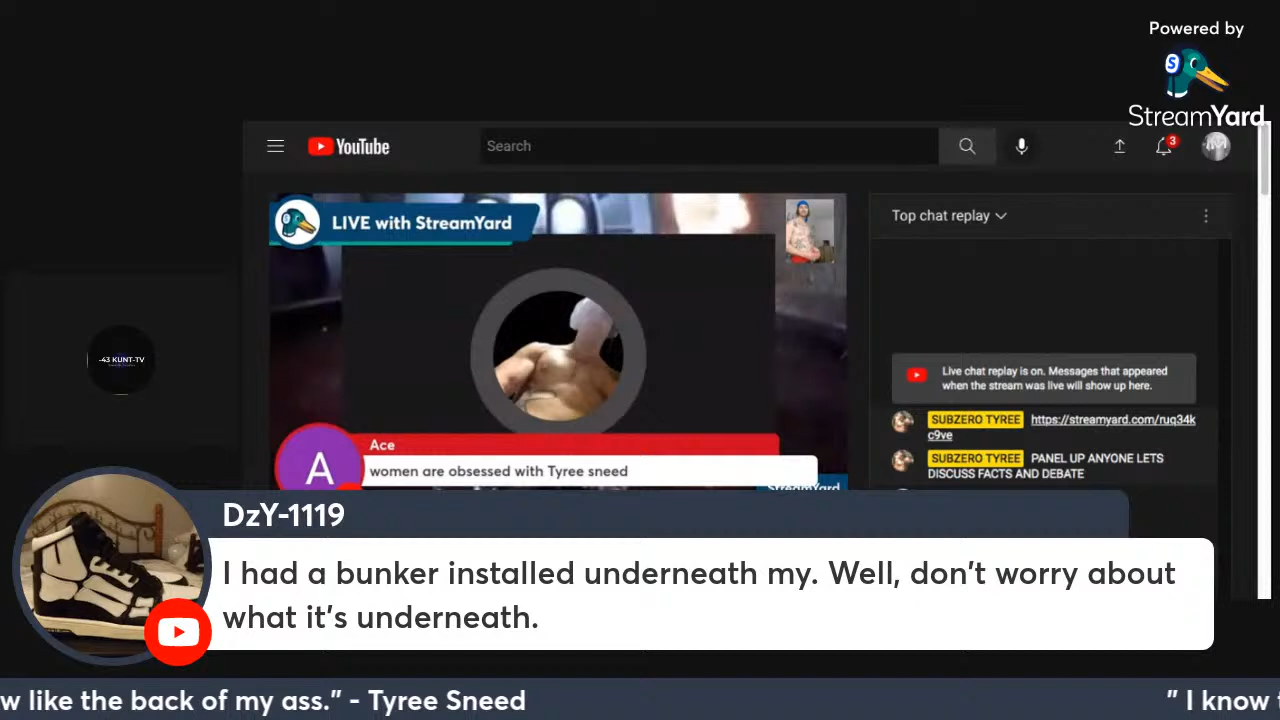 Powered by
StreamYard
YouTube
Search
3
LIVE with StreamYard
Top chat replay
Live chat replay is on. Messages that appeared
when the stream was live will show up here.
SUBZERO TYREE https://streamyard.com/ruq34k
c9ve
SUBZERO TYREE PANEL UP ANYONE LETS
DISCUSS FACTS AND DEBATE
-43 KUNT-TV
A
Ace
women are obsessed with Tyree sneed
StreamYard
DzY-1119
I had a bunker installed underneath my. Well, don't worry about
what it's underneath.
w like the back of my ass." - Tyree Sneed
" I know